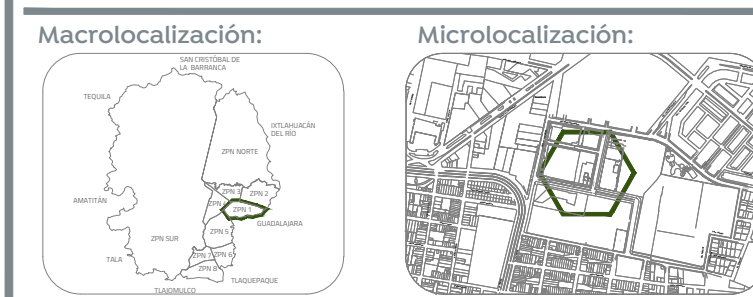 Macrolocalización:
Microlocalización:
SAN CRISTÓBAL DE
LA BARRANCA
TEQUILA
IXTLAHUACÁN
DEL RÍO
ZPN NORTE
ZPN 3
ZPN 2
AMATITÁN
ZPN
ZPN 1
GUADALAJARA
ZPN 5
ZPN SUR
TALA
ZPN 7
ZPN 6
ZPN 8
TLAQUEPAQUE
TLAJOMULCO